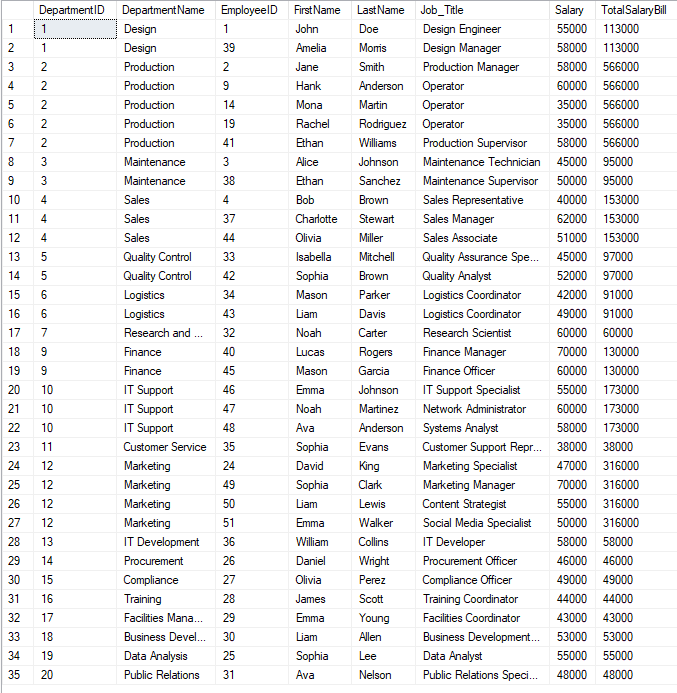 DepartmentID DepartmentName EmployeeID FirstName LastName Job_Title Salary TotalSalaryBill
1 1 Design 1 John Doe Design Engineer 55000 113000
2 1 Design 39 Amelia Morris Design Manager 58000 113000
3 2 Production 2 Jane Smith Production Manager 58000 566000
4 2 Production 9 Hank Anderson Operator 60000 566000
5 2 Production 14 Mona Martin Operator 35000 566000
6 2 Production 19 Rachel Rodriguez Operator 35000 566000
7 2 Production 41 Ethan Williams Production Supervisor 58000 566000
8 3 Maintenance 3 Alice Johnson Maintenance Technician 45000 95000
9 3 Maintenance 38 Ethan Sanchez Maintenance Supervisor 50000 95000
10 4 Sales 4 Bob Brown Sales Representative 40000 153000
11 4 Sales 37 Charlotte Stewart Sales Manager 62000 153000
12 4 Sales 44 Olivia Miller Sales Associate 51000 153000
13 5 Quality Control 33 Isabella Mitchell Quality Assurance Spe... 45000 97000
14 5 Quality Control 42 Sophia Brown Quality Analyst 52000 97000
15 6 Logistics 34 Mason Parker Logistics Coordinator 42000 91000
16 6 Logistics 43 Liam Davis Logistics Coordinator 49000 91000
17 7 Research and ... 32 Noah Carter Research Scientist 60000 60000
18 9 Finance 40 Lucas Rogers Finance Manager 70000 130000
19 9 Finance 45 Mason Garcia Finance Officer 60000 130000
20 10 IT Support 46 Emma Johnson IT Support Specialist 55000 173000
21 10 IT Support 47 Noah Martinez Network Administrator 60000 173000
22 10 IT Support 48 Ava Anderson Systems Analyst 58000 173000
23 11 Customer Service 35 Sophia Evans Customer Support Repr... 38000 38000
24 12 Marketing 24 David King Marketing Specialist 47000 316000
25 12 Marketing 49 Sophia Clark Marketing Manager 70000 316000
26 12 Marketing 50 Liam Lewis Content Strategist 55000 316000
27 12 Marketing 51 Emma Walker Social Media Specialist 50000 316000
28 13 IT Development 36 William Collins IT Developer 58000 58000
29 14 Procurement 26 Daniel Wright Procurement Officer 46000 46000
30 15 Compliance 27 Olivia Perez Compliance Officer 49000 49000
31 16 Training 28 James Scott Training Coordinator 44000 44000
32 17 Facilities Mana... 29 Emma Young Facilities Coordinator 43000 43000
33 18 Business Devel... 30 Liam Allen Business Development... 53000 53000
34 19 Data Analysis 25 Sophia Lee Data Analyst 55000 55000
35 20 Public Relations 31 Ava Nelson Public Relations Speci... 48000 48000